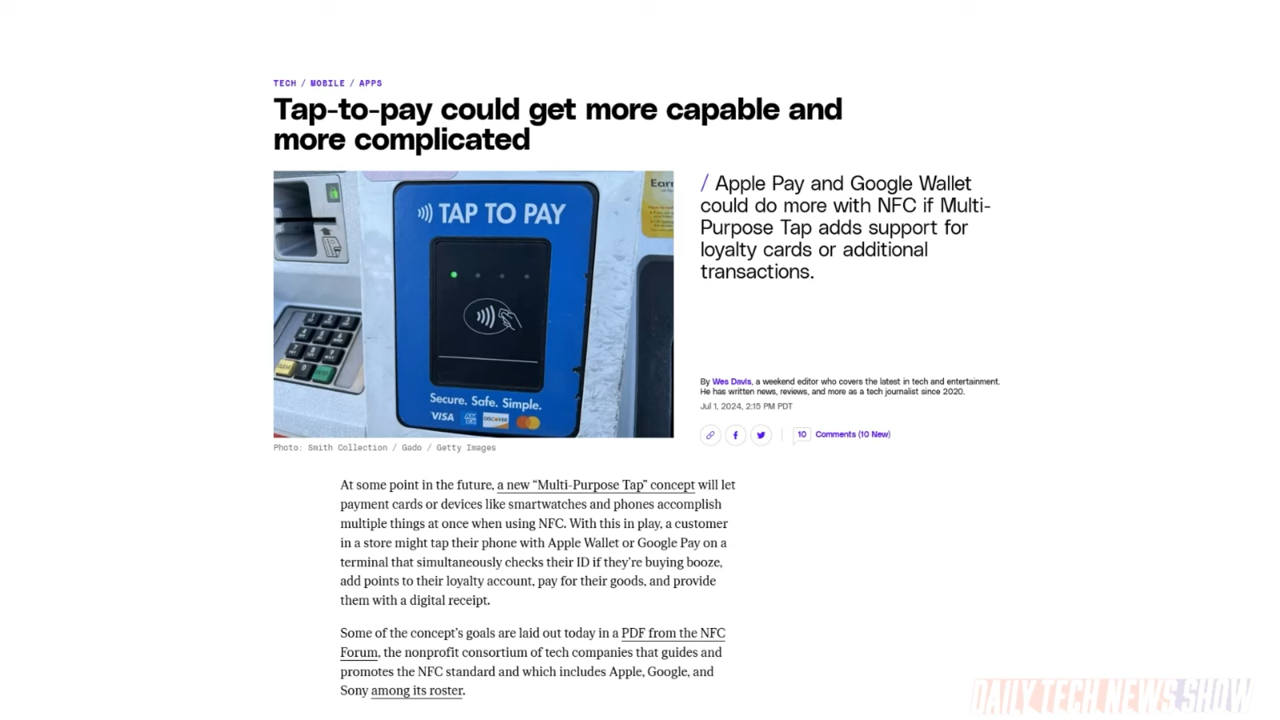 TECH / MOBILE / APPS
Tap-to-pay could get more capable and
more complicated
Earn
TAP TO PAY
Secure. Safe. Simple.
VISA
DISCOVER
/ Apple Pay and Google Wallet
could do more with NFC if Multi-
Purpose Tap adds support for
loyalty cards or additional
transactions.
By Wes Davis, a weekend editor who covers the latest in tech and entertainment.
He has written news, reviews, and more as a tech journalist since 2020.
Jul 1, 2024, 2:15 PM PDT
10 Comments (10 New)
Photo: Smith Collection / Gado / Getty Images
At some point in the future, a new “Multi-Purpose Tap” concept will let
payment cards or devices like smartwatches and phones accomplish
multiple things at once when using NFC. With this in play, a customer
in a store might tap their phone with Apple Wallet or Google Pay on a
terminal that simultaneously checks their ID if they’re buying booze,
add points to their loyalty account, pay for their goods, and provide
them with a digital receipt.
Some of the concept’s goals are laid out today in a PDF from the NFC
Forum, the nonprofit consortium of tech companies that guides and
promotes the NFC standard and which includes Apple, Google, and
Sony among its roster.
DAILY TECH NEWS SHOW